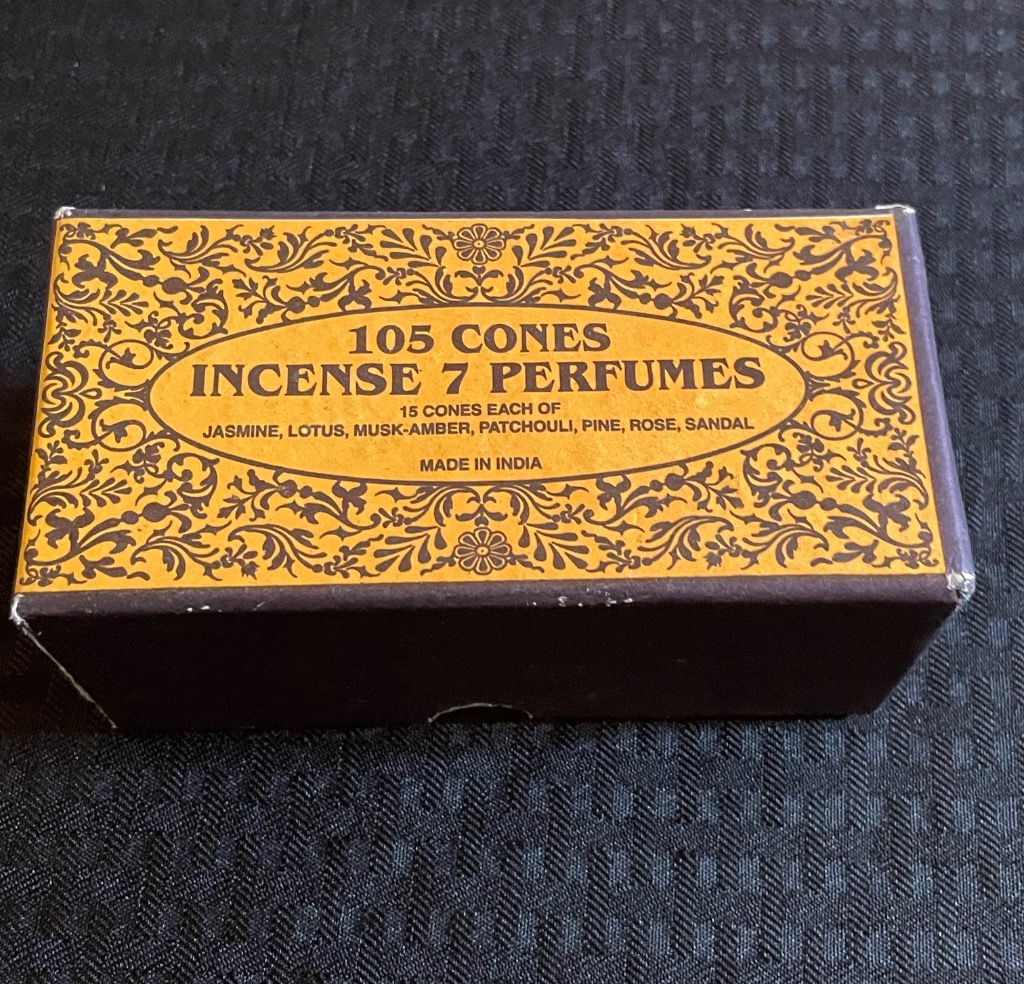 105 CONES
INCENSE 7 PERFUMES
15 CONES EACH OF
JASMINE, LOTUS, MUSK-AMBER, PATCHOULI, PINE, ROSE, SANDAL
MADE IN INDIA